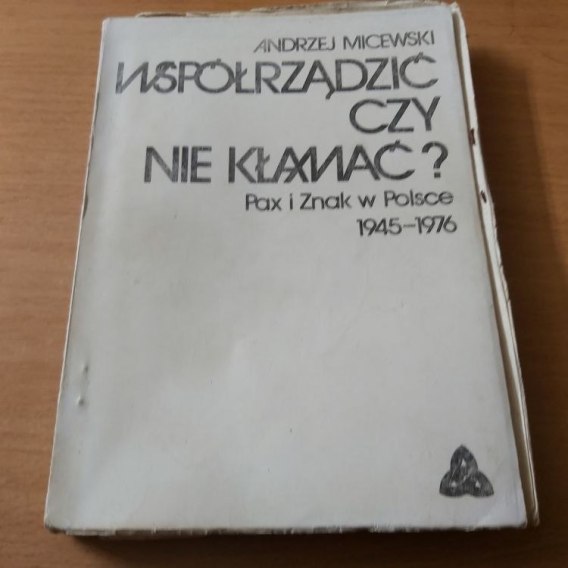 ANDRZEJ MICEWSKI
WSPÓŁRZĄDZIĆ
CZY
NIE KŁAMAĆ?
Pax i Znak w Polsce
1945-1976